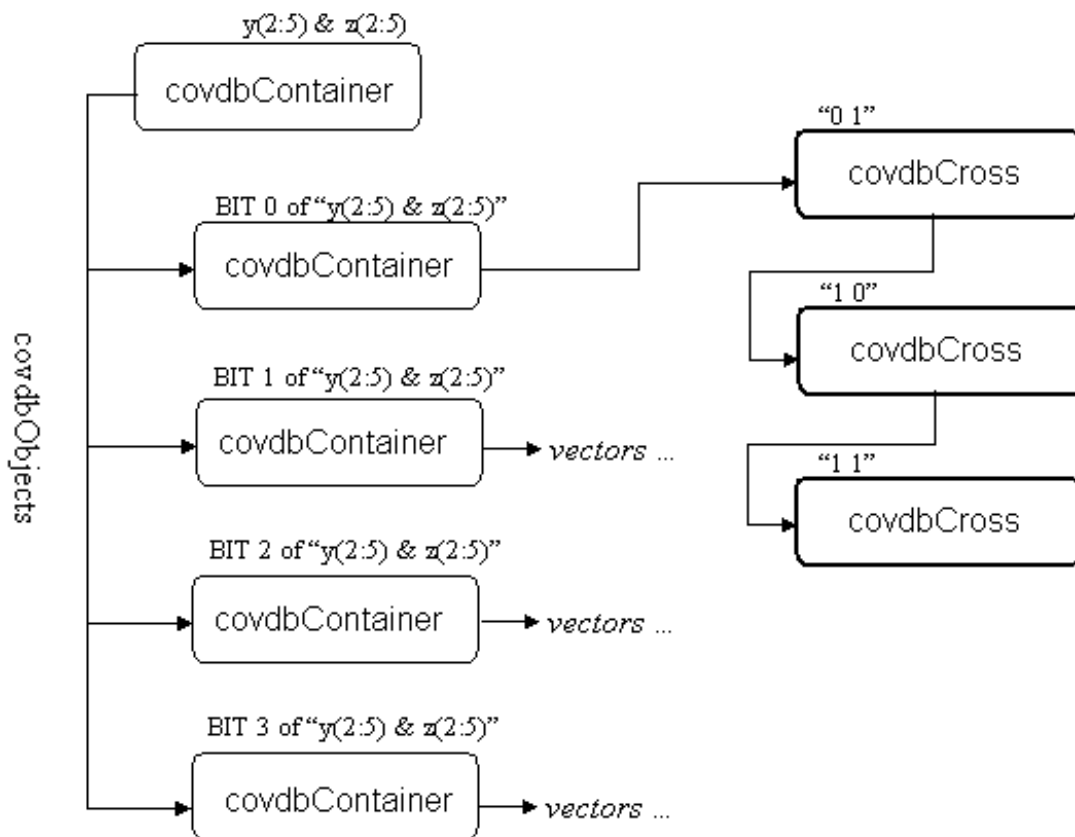 y(2:5) & z(2:5)
covdbContainer
“0 1”
covdbCross
BIT 0 of “y(2:5) & z(2:5)”
covdbContainer
“1 0”
covdbCross
covdbObjects
BIT 1 of “y(2:5) & z(2:5)”
covdbContainer
vectors ...
“1 1”
covdbCross
BIT 2 of “y(2:5) & z(2:5)”
covdbContainer
vectors ...
BIT 3 of “y(2:5) & z(2:5)”
covdbContainer
vectors ...